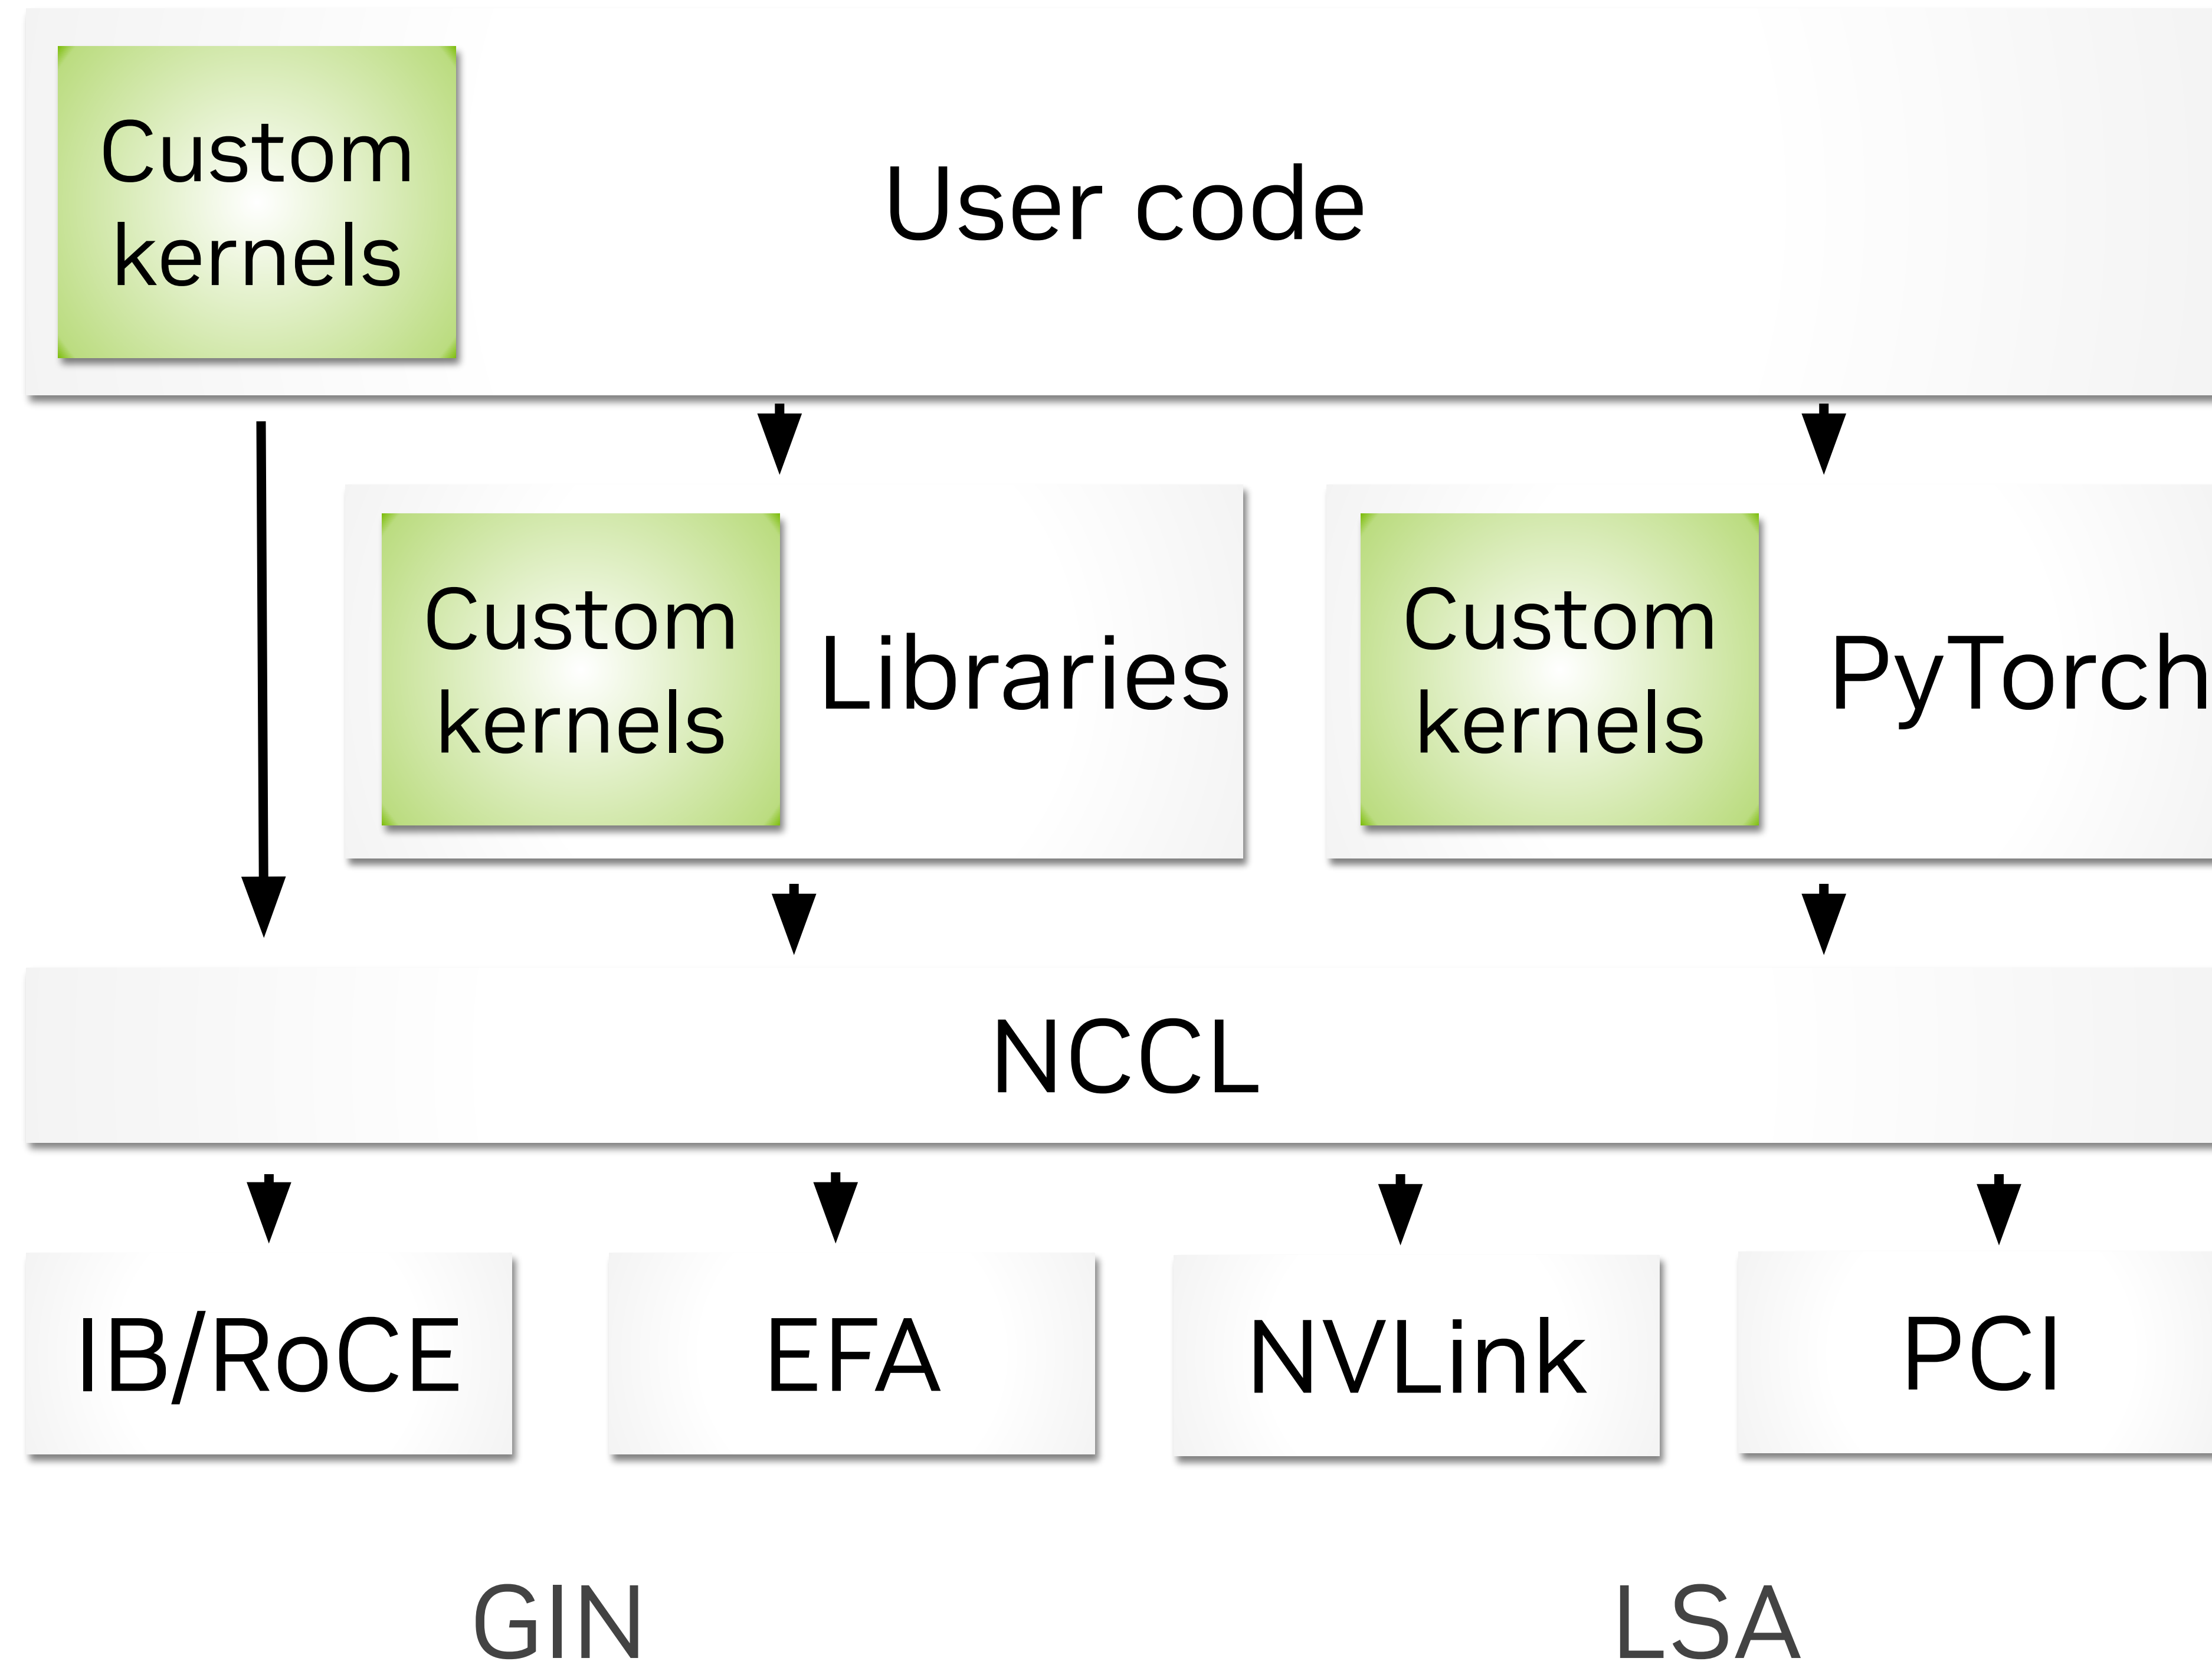 Custom
kernels
User code
Custom
kernels
Libraries
Custom
kernels
PyTorch
NCCL
IB/RoCE
EFA
NVLink
PCI
GIN
LSA